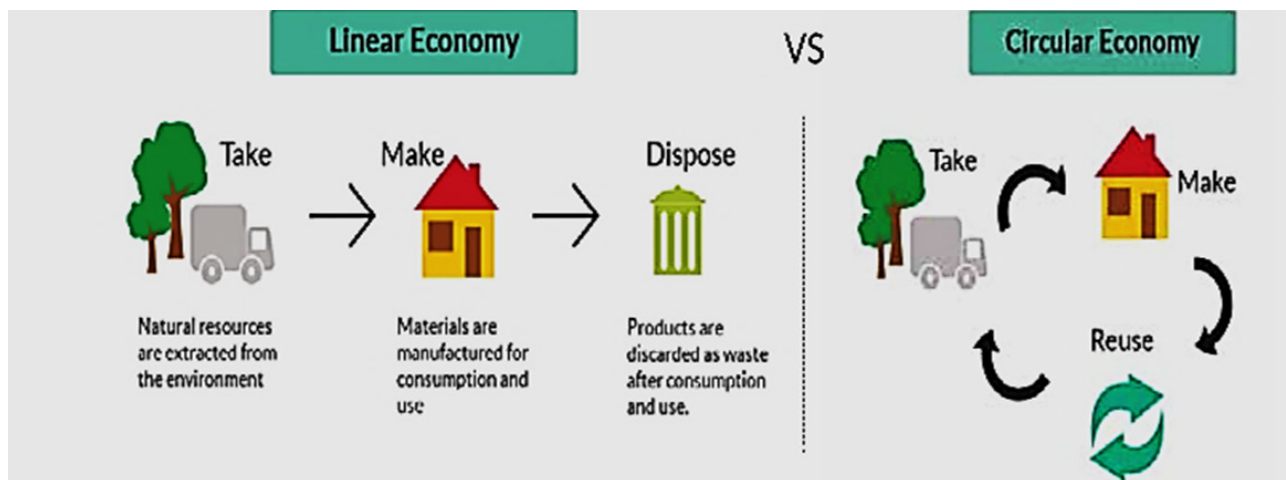 Linear Economy
VS
Circular Economy
Take
Make
Dispose
Natural resources
are extracted from
the environment
Materials are
manufactured for
consumption and
use
Products are
discarded as waste
after consumption
and use.
Take
Make
Reuse